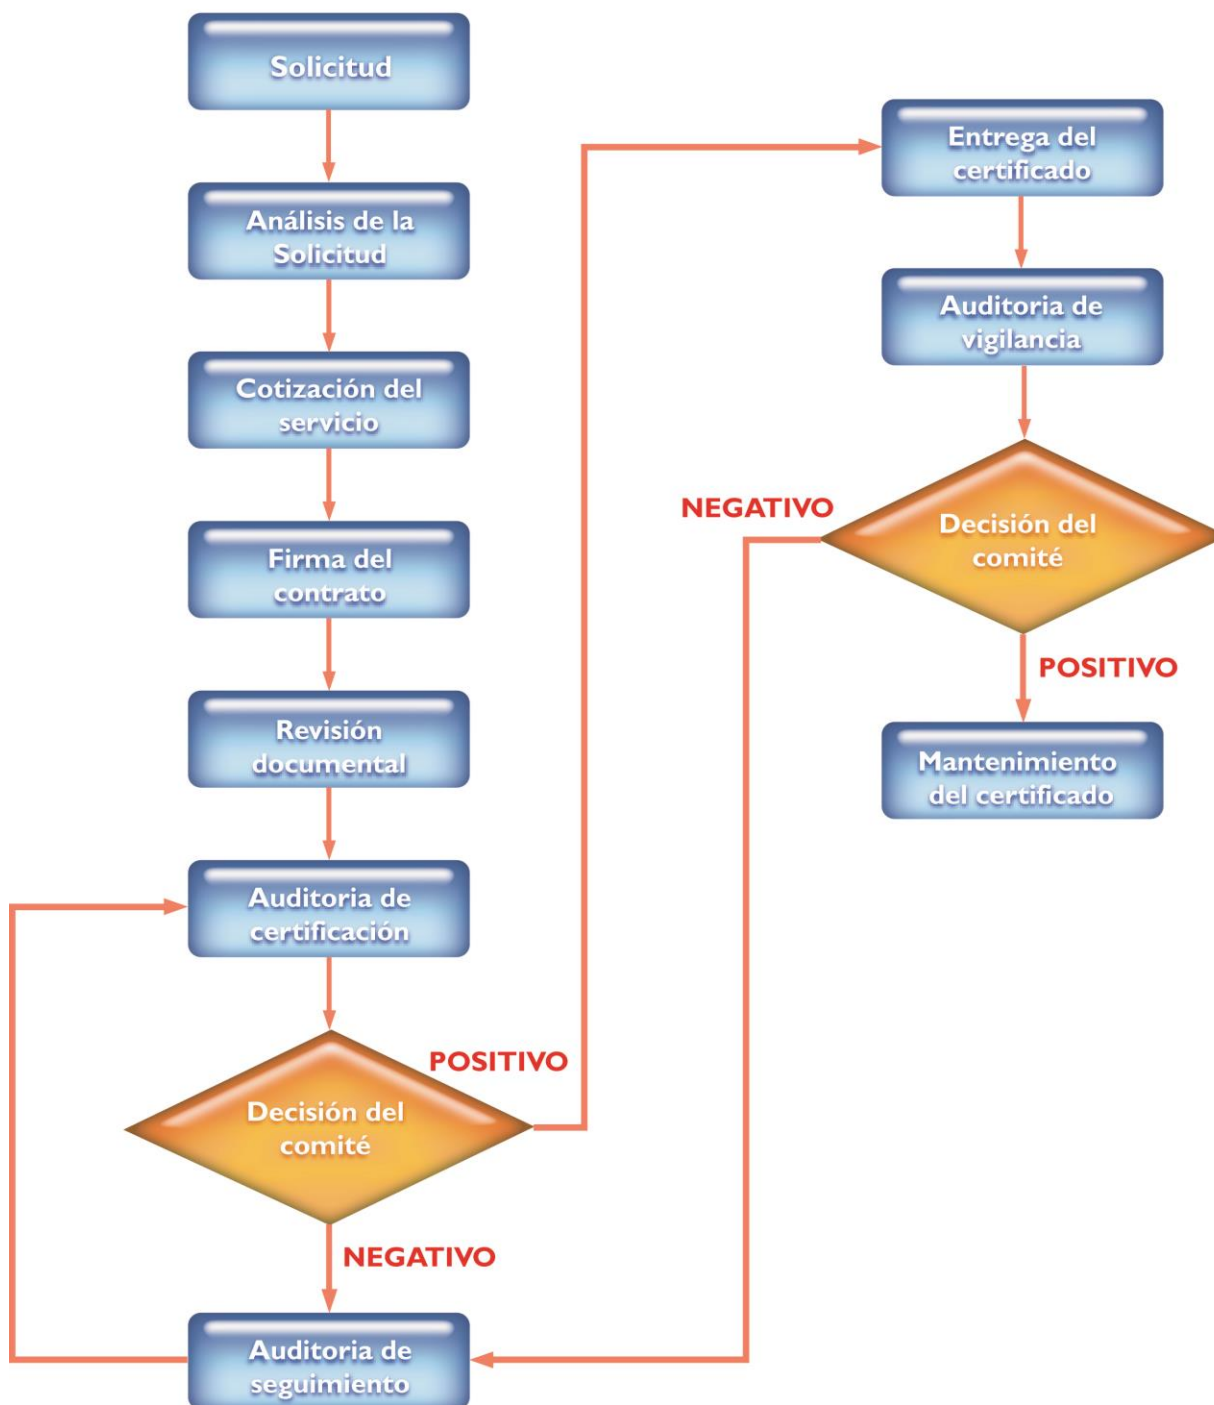 Solicitud
Análisis de la
Solicitud
Cotización del
servicio
Firma del
contrato
Revisión
documental
Auditoria de
certificación
POSITIVO
Decisión del
comité
NEGATIVO
Auditoria de
seguimiento
Entrega del
certificado
Auditoria de
vigilancia
NEGATIVO
Decisión del
comité
POSITIVO
Mantenimiento
del certificado